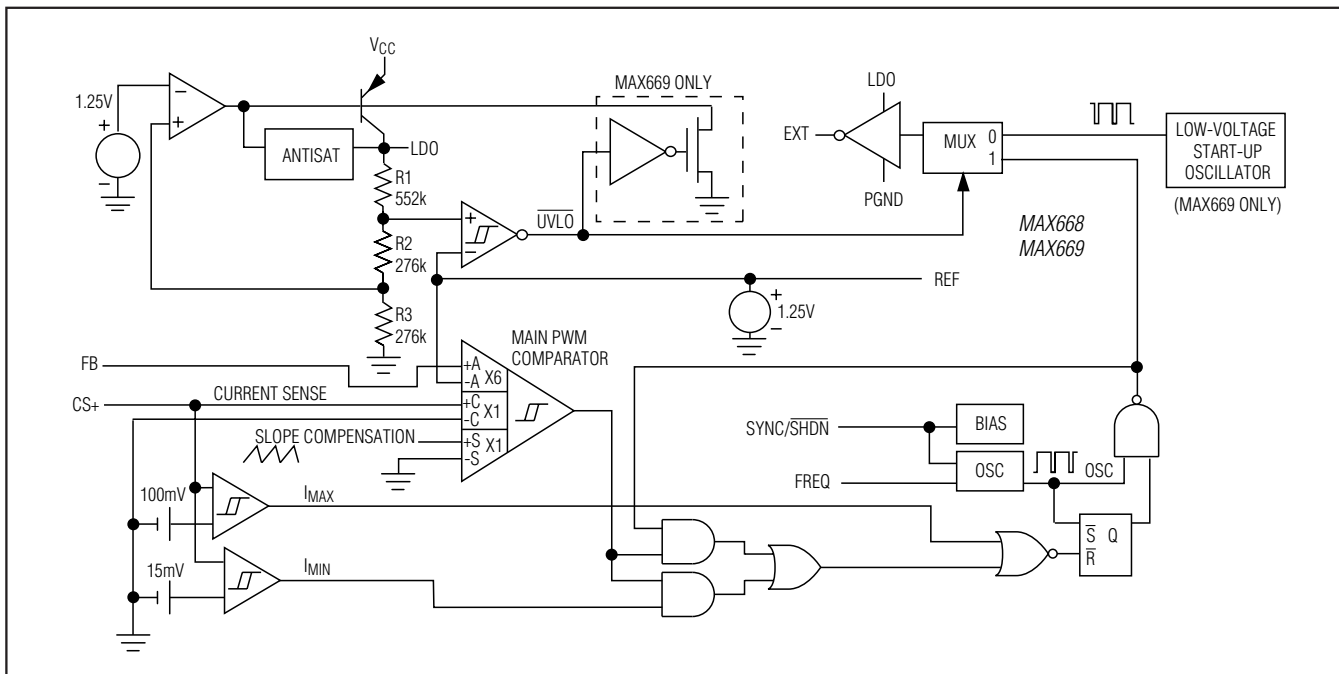 VCC
MAX669 ONLY
1.25V
+
−
−
+
ANTISAT
LDO
R1
552k
R2
276k
R3
276k
+
−
UVLO
LDO
EXT
PGND
MUX 0
1
LOW-VOLTAGE
START-UP
OSCILLATOR
(MAX669 ONLY)
MAX668
MAX669
REF
+
1.25V
−
MAIN PWM
COMPARATOR
FB
CS+
CURRENT SENSE
SLOPE COMPENSATION
+A
-A
X6
+C
-C
X1
+S
-S
X1
SYNC/SHDN
BIAS
FREQ
OSC
OSC
100mV
IMAX
15mV
IMIN
S Q
R